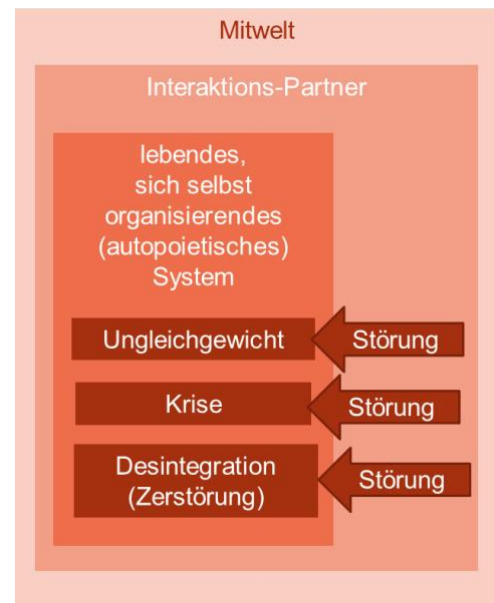 Mitwelt
Interaktions-Partner
lebendes,
sich selbst
organisierendes
(autopoietisches)
System
Ungleichgewicht
Störung
Krise
Störung
Desintegration
(Zerstörung)
Störung